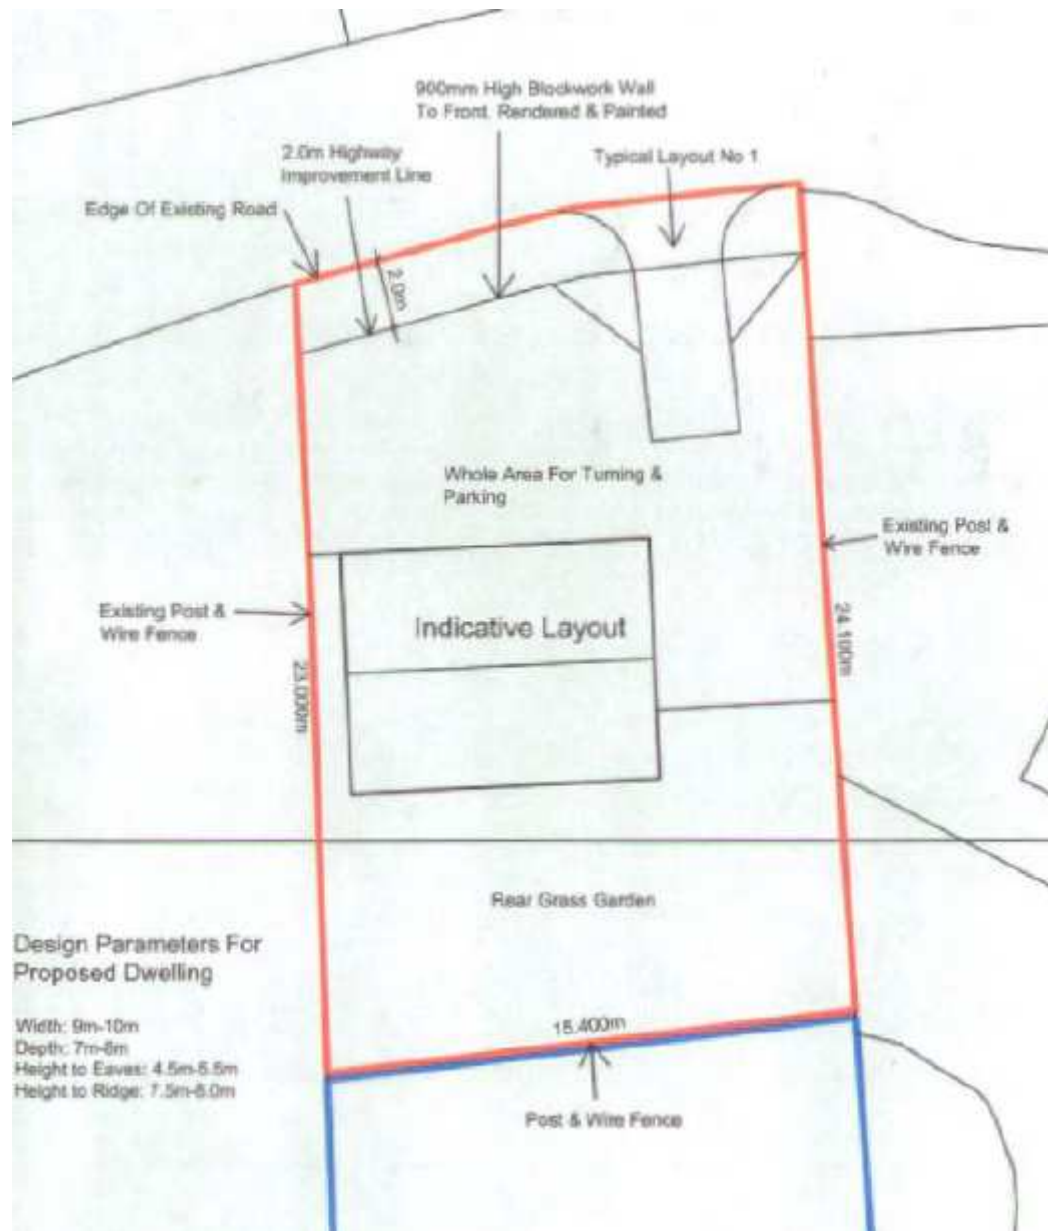 900mm High Blockwork Wall
To Front. Rendered & Painted
2.0m Highway
Improvement Line
Typical Layout No 1
Edge Of Existing Road
2.0m
Whole Area For Turning &
Parking
Existing Post &
Wire Fence
Indicative Layout
Existing Post &
Wire Fence
23.000m
24.100m
Rear Grass Garden
Design Parameters For
Proposed Dwelling
Width: 9m-10m
Depth: 7m-8m
Height to Eaves: 4.5m-5.5m
Height to Ridge: 7.5m-8.0m
15.400m
Post & Wire Fence